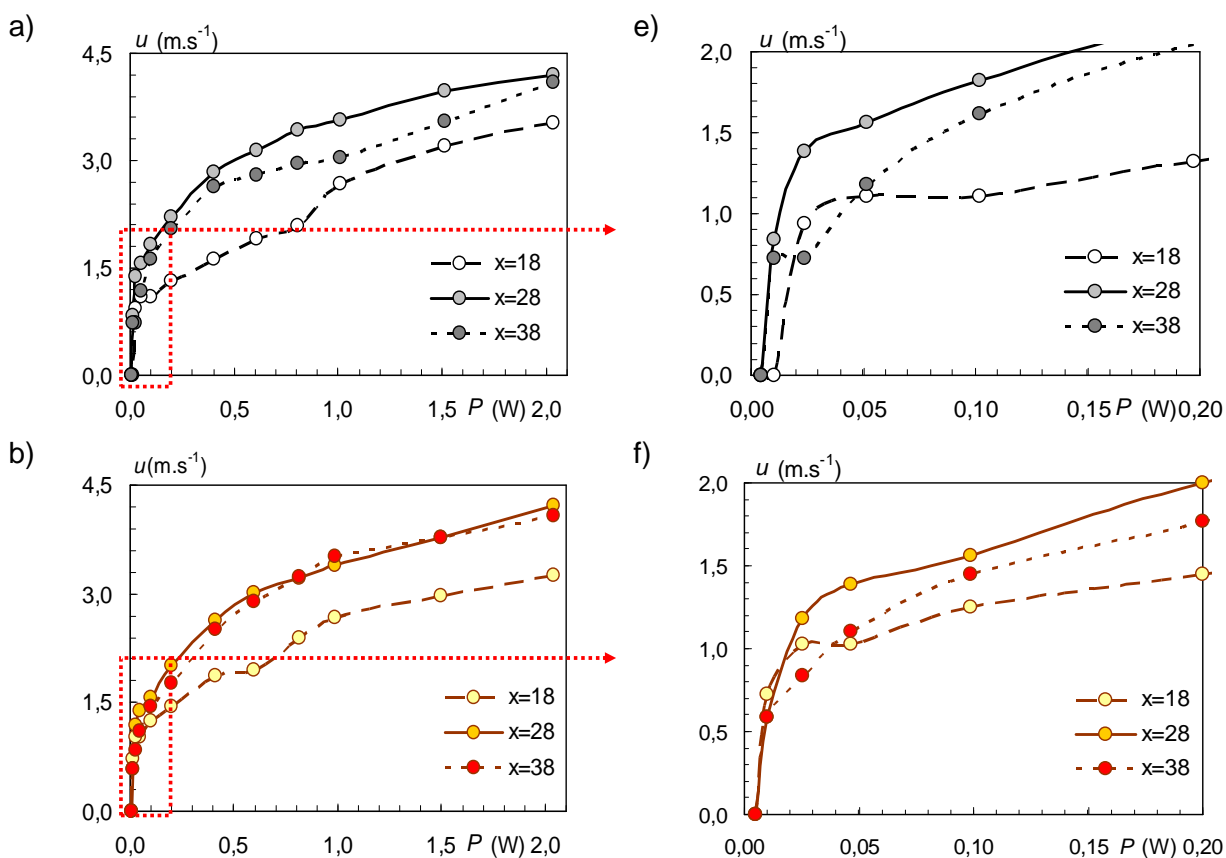 a)
u (m.s⁻¹)
4,5
3,0
1,5
0,0
0,0 0,5 1,0 1,5 P (W) 2,0
x=18
x=28
x=38
e)
u (m.s⁻¹)
2,0
1,5
1,0
0,5
0,0
0,00 0,05 0,10 0,15 P (W) 0,20
x=18
x=28
x=38
b)
u(m.s⁻¹)
4,5
3,0
1,5
0,0
0,0 0,5 1,0 1,5 P (W) 2,0
x=18
x=28
x=38
f)
u (m.s⁻¹)
2,0
1,5
1,0
0,5
0,0
0,00 0,05 0,10 0,15 P (W) 0,20
x=18
x=28
x=38